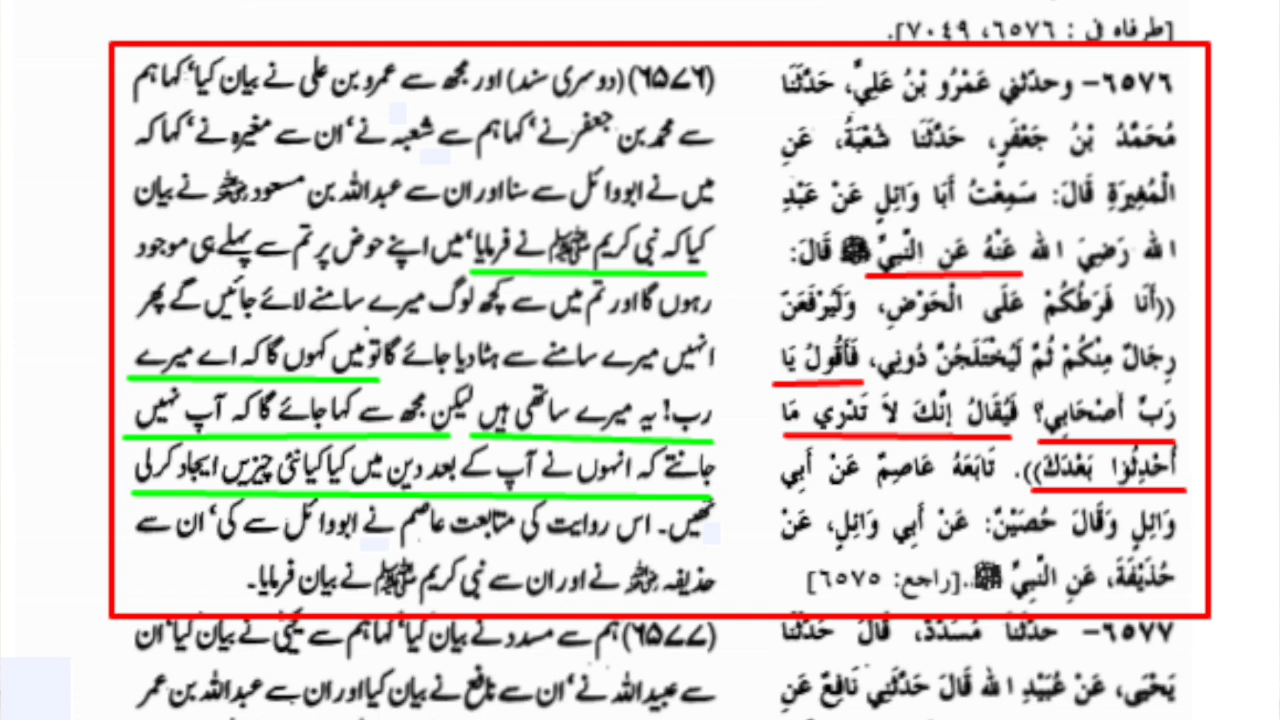 [طرفاه في : ٦٥٧٦، ٧٠٤٩].
٦٥٧٦- وحدثني عَمْرُو بْنُ عَلِيٍّ، حَدَّثَنَا
مُحَمَّدُ بْنُ جَعْفَرٍ، حَدَّثَنَا شُعْبَةُ، عَنِ
الْمُغِيرَةِ قَالَ: سَمِعْتُ أَبَا وَائِلٍ عَنْ عَبْدِ
الله رَضِيَ الله عَنْهُ عَنِ النَّبِيِّ ﷺ قَالَ:
((أَنَا فَرَطُكُمْ عَلَى الْحَوْضِ، وَلَيُرْفَعَنَّ
رِجَالٌ مِنْكُمْ ثُمَّ لَيُخْتَلَجُنَّ دُونِي، فَأَقُولُ يَا
رَبِّ أَصْحَابِي؟ فَيُقَالُ إِنَّكَ لاَ تَدْرِي مَا
أَحْدَثُوا بَعْدَكَ)). تَابَعَهُ عَاصِمٌ عَنْ أَبِي
وَائِلٍ وَقَالَ حُصَيْنٌ: عَنْ أَبِي وَائِلٍ، عَنْ
حُذَيْفَةَ، عَنِ النَّبِيِّ ﷺ..[راجع: ٦٥٧٥]
٦٥٧٧- حدثنا مُسَدَّدٌ، قَالَ حَدَّثَنَا
يَحْيَى، عَنْ عُبَيْدِ الله قَالَ حَدَّثَنِي نَافِعٌ عَنِ
(۶۵۷۶) (دوسری سند) اور مجھ سے عمرو بن علی نے بیان کیا‘ کہا ہم
سے محمد بن جعفر نے‘ کہا ہم سے شعبہ نے‘ ان سے مغیرہ نے‘ کہا کہ
میں نے ابووائل سے سنا اور ان سے عبداللہ بن مسعود رضی اللہ عنہ نے بیان
کیا کہ نبی کریم ﷺ نے فرمایا‘ میں اپنے حوض پر تم سے پہلے ہی موجود
رہوں گا اور تم میں سے کچھ لوگ میرے سامنے لائے جائیں گے پھر
انہیں میرے سامنے سے ہٹا دیا جائے گا تو میں کہوں گا کہ اے میرے
رب! یہ میرے ساتھی ہیں لیکن مجھ سے کہا جائے گا کہ آپ نہیں
جانتے کہ انہوں نے آپ کے بعد دین میں کیا کیا نئی چیزیں ایجاد کر لی
تھیں۔ اس روایت کی متابعت عاصم نے ابووائل سے کی‘ ان سے
حذیفہ رضی اللہ عنہ نے اور ان سے نبی کریم ﷺ نے بیان فرمایا۔
(۶۵۷۷) ہم سے مسدد نے بیان کیا‘ کہا ہم سے یحییٰ نے بیان کیا‘ ان
سے عبیداللہ نے‘ ان سے نافع نے بیان کیا اور ان سے عبداللہ بن عمر